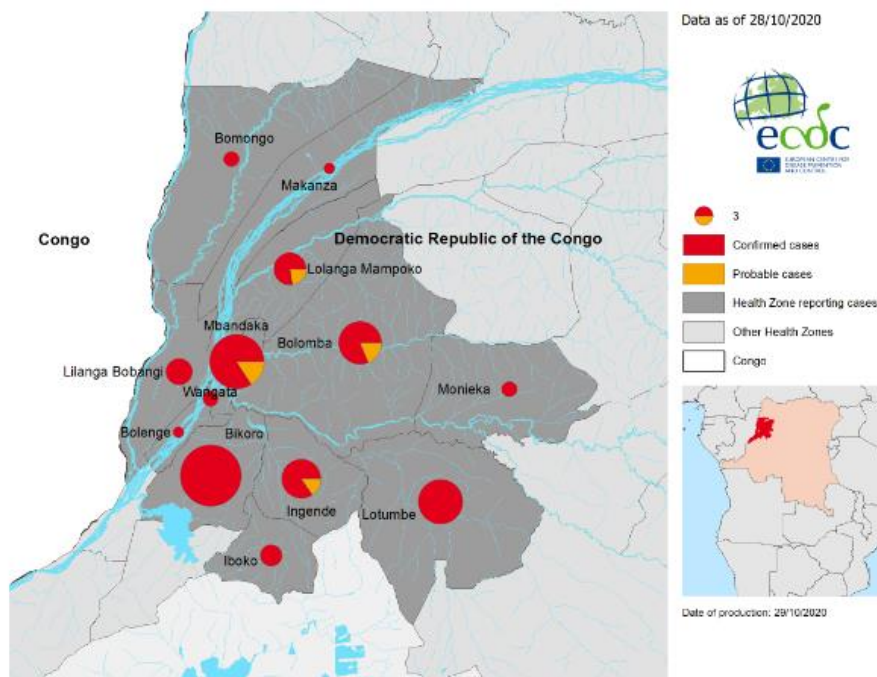 Data as of 28/10/2020
ecdc
EUROPEAN CENTRE FOR
DISEASE PREVENTION
AND CONTROL
3
Confirmed cases
Probable cases
Health Zone reporting cases
Other Health Zones
Congo
Date of production: 29/10/2020
Bomongo
Makanza
Congo
Democratic Republic of the Congo
Lolanga Mampoko
Mbandaka
Bolomba
Lilanga Bobangi
Wangata
Monieka
Bolenge
Bikoro
Ingende
Lotumbe
Iboko